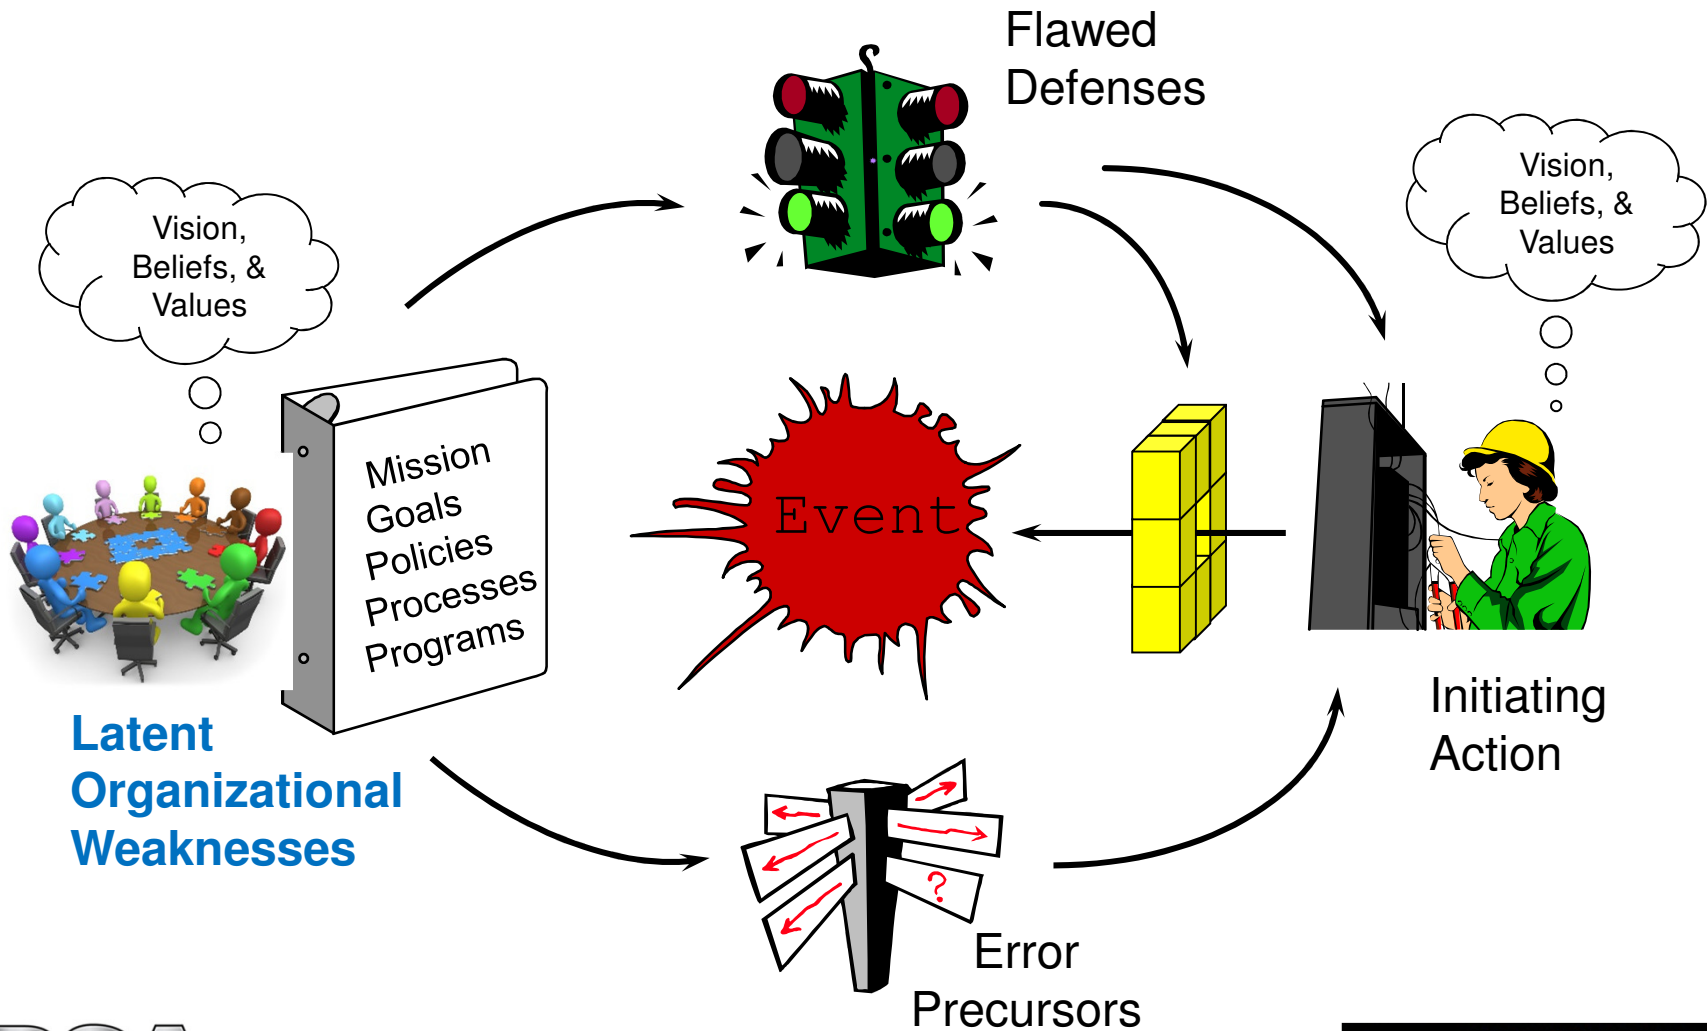 Flawed
Defenses
Vision,
Beliefs, &
Values
Vision,
Beliefs, &
Values
Mission
Goals
Policies
Processes
Programs
Event
Latent
Organizational
Weaknesses
Initiating
Action
?
Error
Precursors